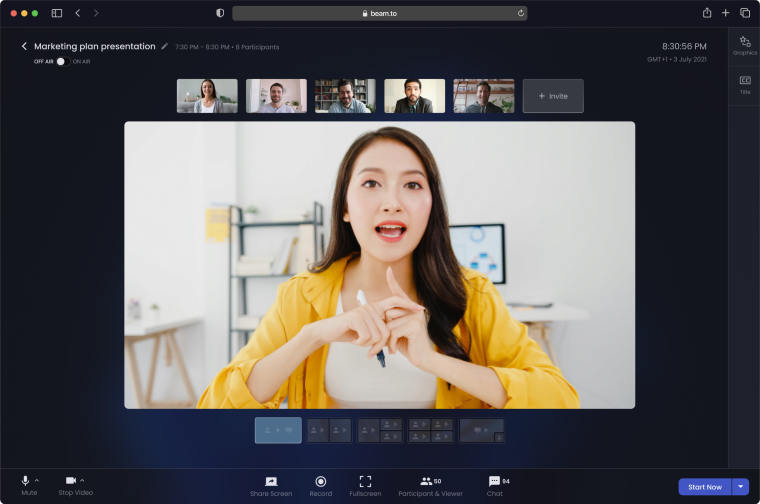 beam.to
Marketing plan presentation
7:30 PM - 8:30 PM • 6 Participants
8:30:56 PM
GMT+1 • 3 July 2021
OFF AIR
ON AIR
Graphics
Title
+ Invite
Mute
Stop Video
Share Screen
Record
Fullscreen
50
Participant & Viewer
94
Chat
Start Now